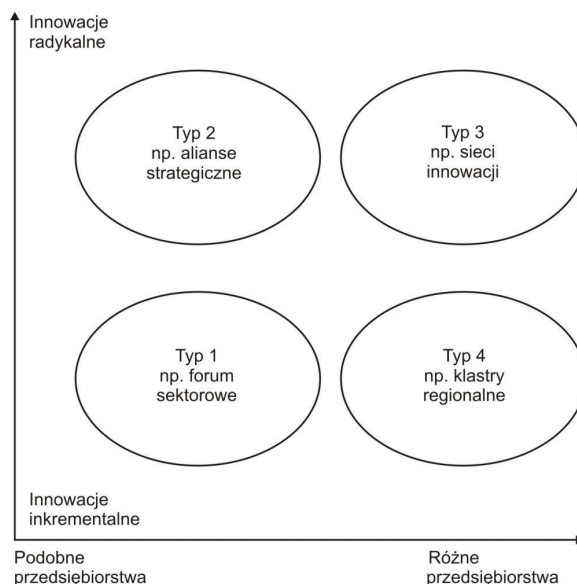 Innowacje
radykalne
Typ 2
np. alianse
strategiczne
Typ 3
np. sieci
innowacji
Typ 1
np. forum
sektorowe
Typ 4
np. klastry
regionalne
Innowacje
inkrementalne
Podobne
przedsiębiorstwa
Różne
przedsiębiorstwa